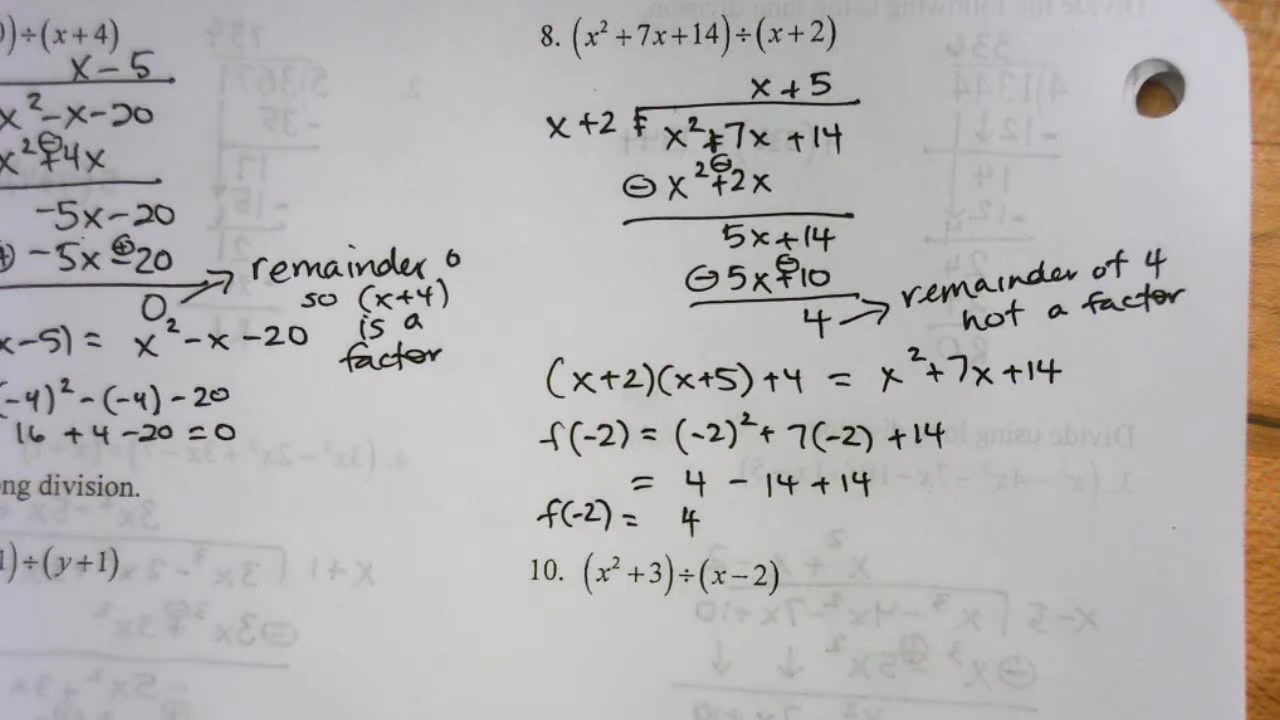 )÷(x+4)
x – 5
x² – x – 20
x² + 4x
-5x – 20
-5x – 20
0 → remainder 0
so (x+4)
is a
factor
x-5) = x² – x – 20
(-4)² – (-4) – 20
16 + 4 – 20 = 0
ng division.
)÷(y+1)
8. (x² + 7x + 14) ÷ (x + 2)
x + 5
x + 2 x² + 7x + 14
⊖ x² + 2x
5x + 14
⊖ 5x + 10
4 → remainder of 4
not a factor
(x+2)(x+5) + 4 = x² + 7x + 14
f(-2) = (-2)² + 7(-2) + 14
= 4 – 14 + 14
f(-2) = 4
10. (x² + 3) ÷ (x – 2)